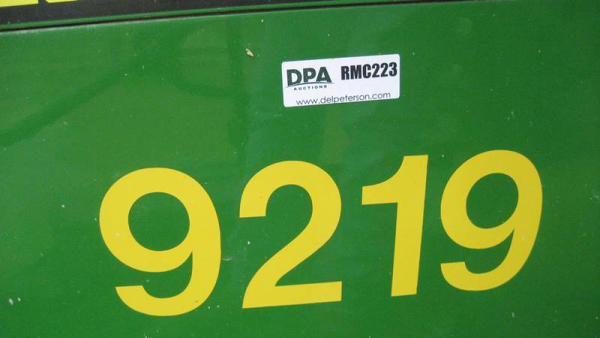 DPA RMC223
AUCTIONS
www.delpeterson.com
9219